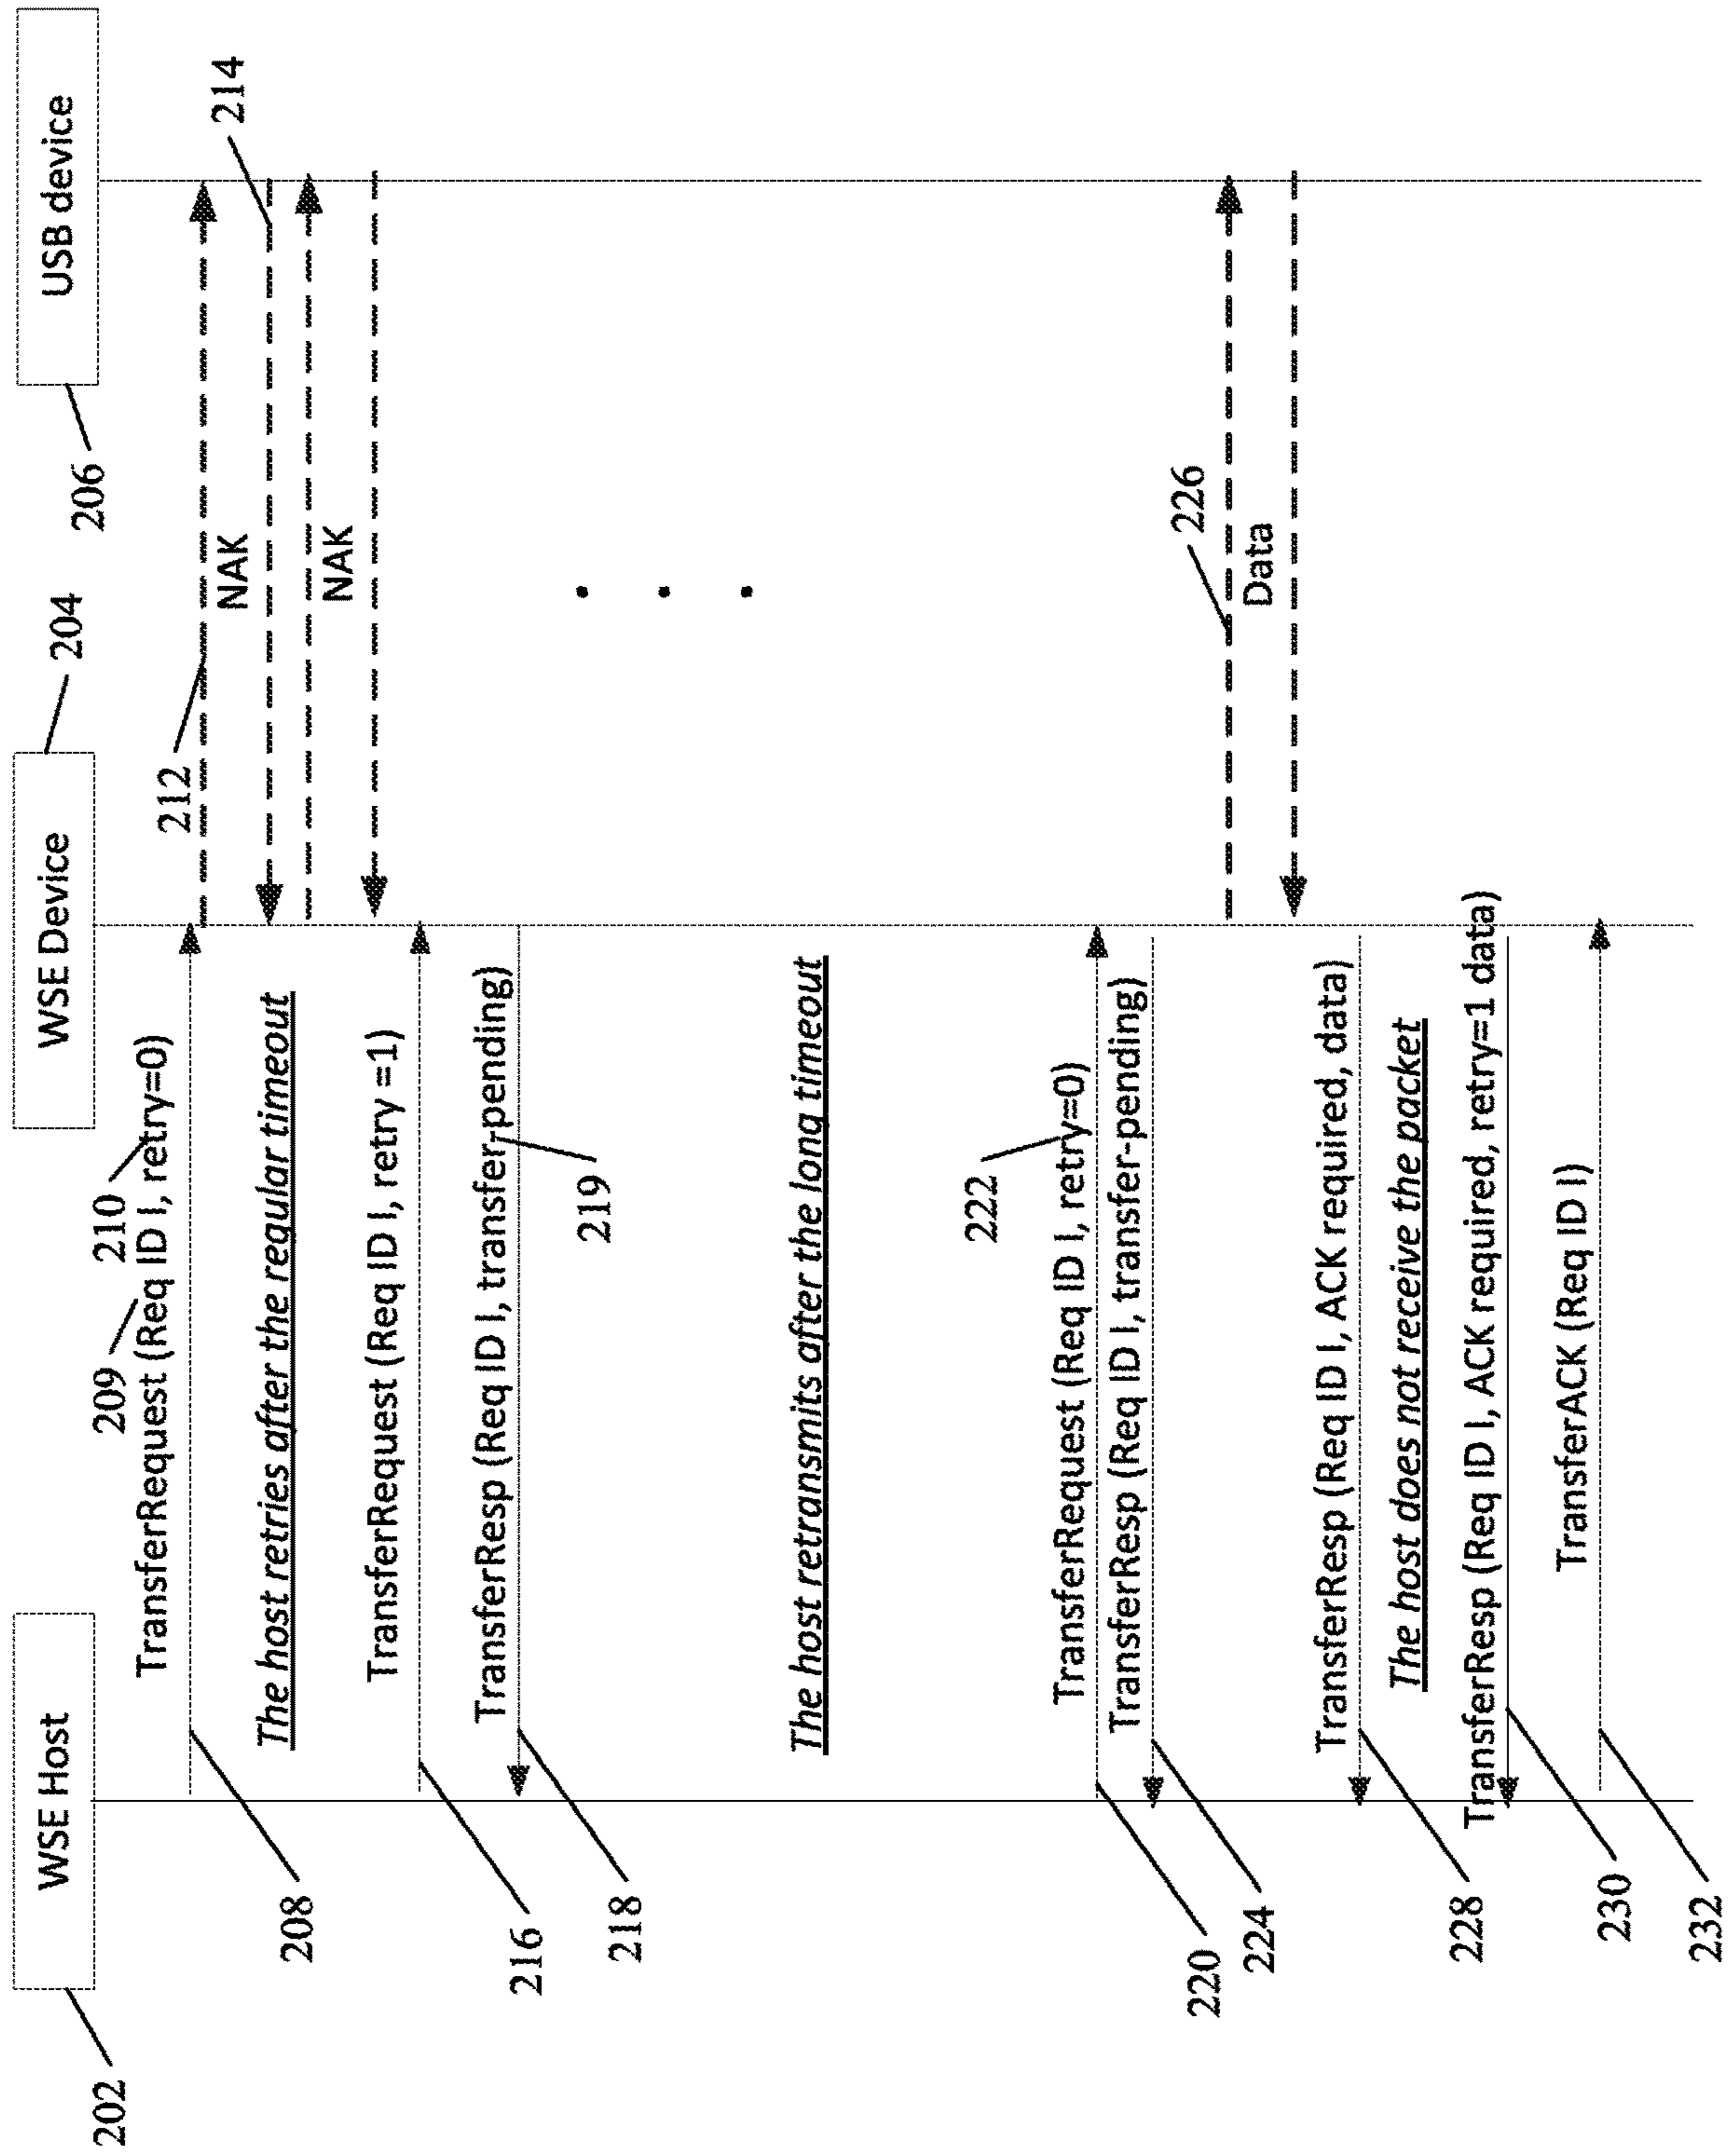 202
WSE Host
WSE Device
204
206
USB device
209
210
TransferRequest (Req ID I, retry=0)
208
212
NAK
214
The host retries after the regular timeout
NAK
TransferRequest (Req ID I, retry =1)
216
TransferResp (Req ID I, transfer-pending)
218
219
. . .
The host retransmits after the long timeout
222
TransferRequest (Req ID I, retry=0)
220
TransferResp (Req ID I, transfer-pending)
224
226
Data
TransferResp (Req ID I, ACK required, data)
228
The host does not receive the packet
TransferResp (Req ID I, ACK required, retry=1 data)
230
TransferACK (Req ID I)
232